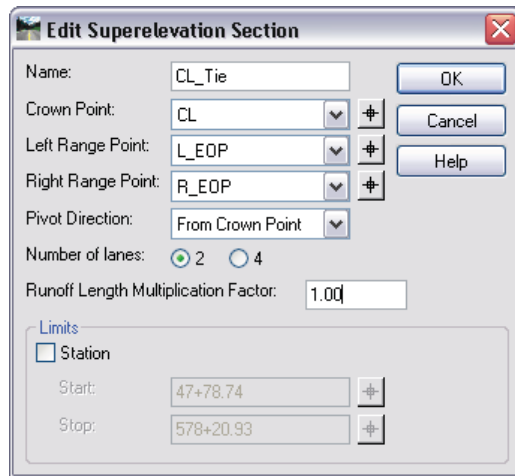 Edit Superelevation Section
Name: CL_Tie OK
Crown Point: CL Cancel
Left Range Point: L_EOP Help
Right Range Point: R_EOP
Pivot Direction: From Crown Point
Number of lanes: 2 4
Runoff Length Multiplication Factor: 1.00
Limits
Station
Start: 47+78.74
Stop: 578+20.93